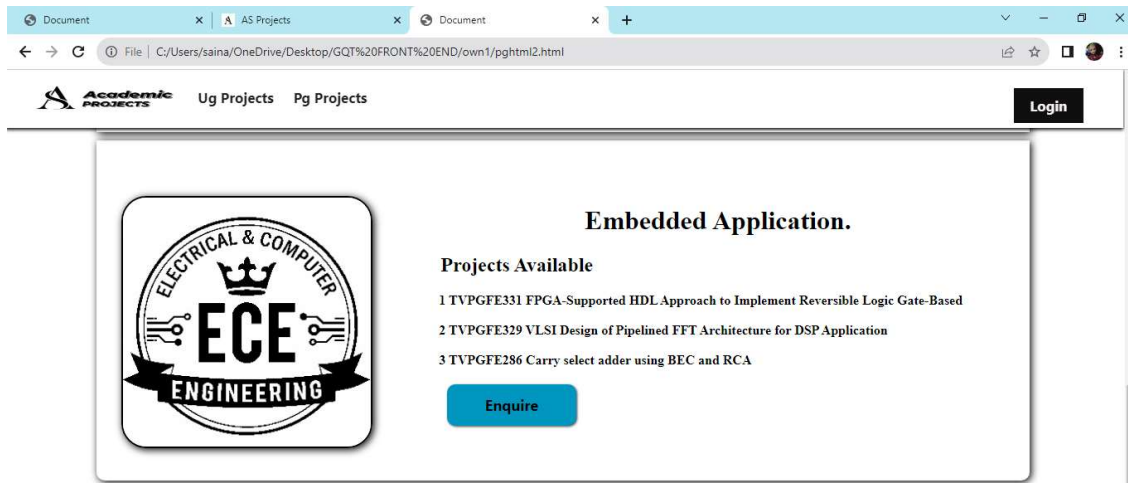 Document
AS Projects
Document
File | C:/Users/saina/OneDrive/Desktop/GQT%20FRONT%20END/own1/pghtml2.html
A Academic PROJECTS Ug Projects Pg Projects
Login
ELECTRICAL & COMPUTER
ECE
ENGINEERING
Embedded Application.
Projects Available
1 TVPGFE331 FPGA-Supported HDL Approach to Implement Reversible Logic Gate-Based
2 TVPGFE329 VLSI Design of Pipelined FFT Architecture for DSP Application
3 TVPGFE286 Carry select adder using BEC and RCA
Enquire